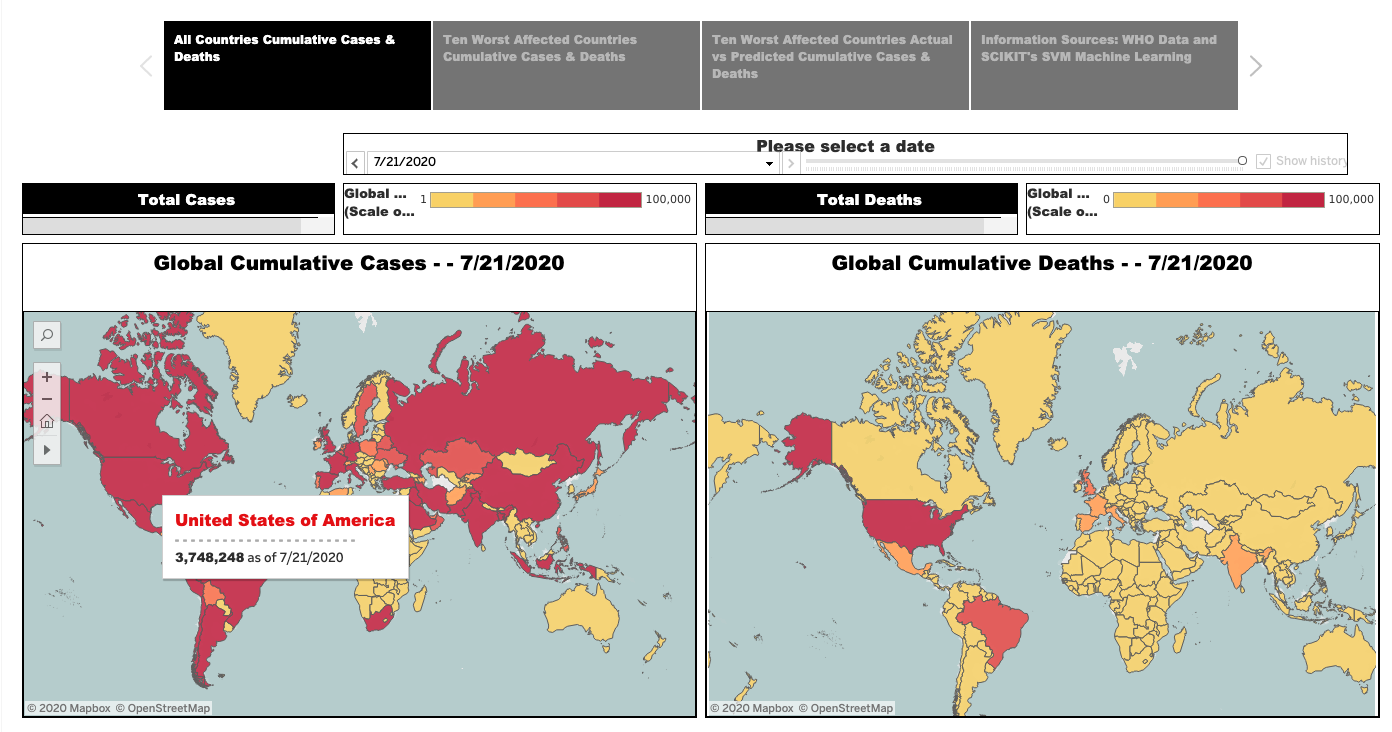 All Countries Cumulative Cases &
Deaths
Ten Worst Affected Countries
Cumulative Cases & Deaths
Ten Worst Affected Countries Actual
vs Predicted Cumulative Cases &
Deaths
Information Sources: WHO Data and
SCIKIT's SVM Machine Learning
Please select a date
7/21/2020
Show history
Total Cases
Global ...
(Scale o...
1
100,000
Total Deaths
Global ...
(Scale o...
0
100,000
Global Cumulative Cases - - 7/21/2020
United States of America
3,748,248 as of 7/21/2020
© 2020 Mapbox © OpenStreetMap
Global Cumulative Deaths - - 7/21/2020
© 2020 Mapbox © OpenStreetMap